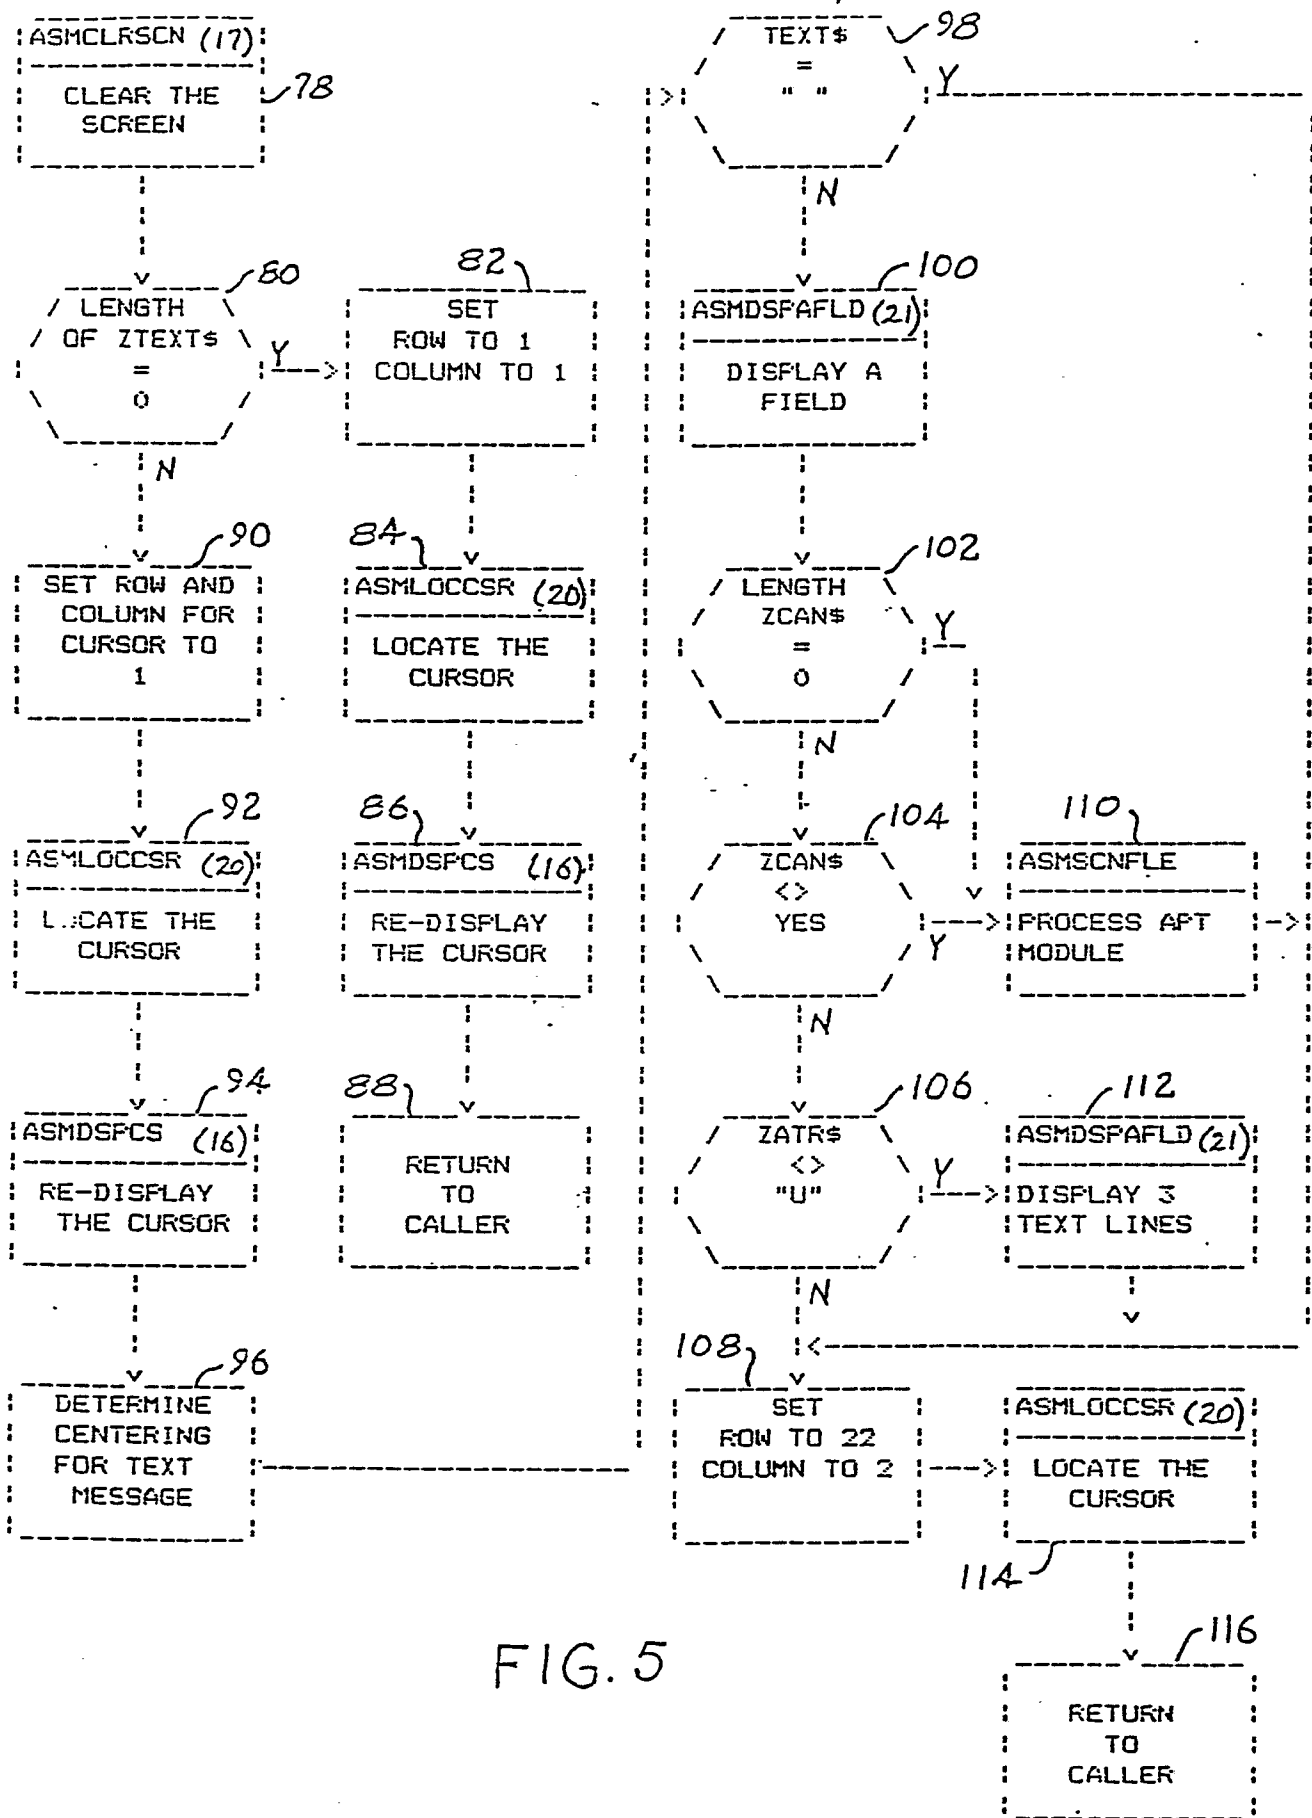 ASMCLRSCN (17)
CLEAR THE
SCREEN
78
LENGTH
OF ZTEXT$
=
0
80
Y
N
SET
ROW TO 1
COLUMN TO 1
82
ASMLOCCSR (20)
LOCATE THE
CURSOR
84
ASMDSPCS (16)
RE-DISPLAY
THE CURSOR
86
RETURN
TO
CALLER
88
SET ROW AND
COLUMN FOR
CURSOR TO
1
90
ASMLOCCSR (20)
THE
CURSOR
92
ASMDSPCS (16)
RE-DISPLAY
THE CURSOR
94
DETERMINE
CENTERING
FOR TEXT
MESSAGE
96
TEXT$
=
" "
98
Y
N
ASMDSPAFLD (21)
DISPLAY A
FIELD
100
LENGTH
ZCAN$
=
0
102
Y
N
ZCAN$
<>
YES
104
Y
N
ASMSCNFLE
PROCESS APT
MODULE
110
ZATR$
<>
"U"
106
Y
N
ASMDSPAFLD (21)
DISPLAY 3
TEXT LINES
112
SET
ROW TO 22
COLUMN TO 2
108
ASMLOCCSR (20)
LOCATE THE
CURSOR
114
RETURN
TO
CALLER
116
FIG. 5